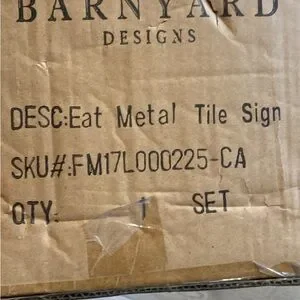 BARNYARD
DESIGNS
DESC:Eat Metal Tile Sign
SKU#:FM17L000225-CA
QTY: 1 SET